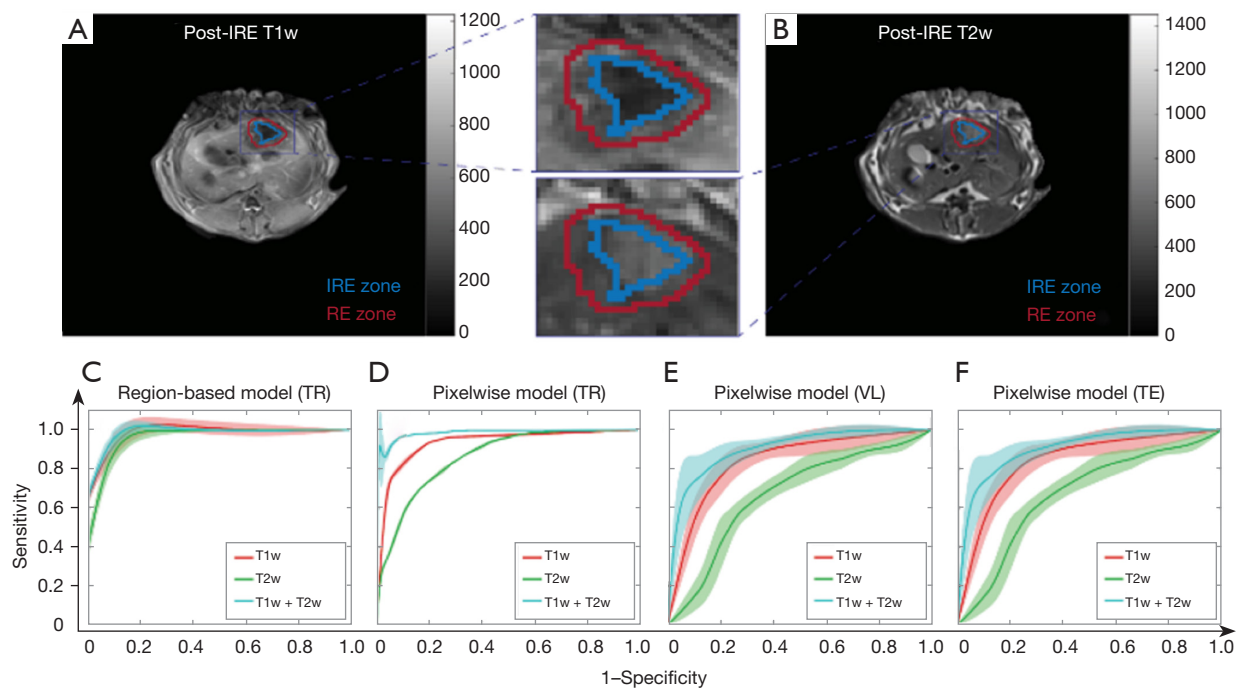 A
Post-IRE T1w
IRE zone
RE zone
1200
1000
800
600
400
200
0
B
Post-IRE T2w
IRE zone
RE zone
1400
1200
1000
800
600
400
200
0
C
Region-based model (TR)
D
Pixelwise model (TR)
E
Pixelwise model (VL)
F
Pixelwise model (TE)
Sensitivity
1.0
0.8
0.6
0.4
0.2
0
T1w
T2w
T1w + T2w
T1w
T2w
T1w + T2w
T1w
T2w
T1w + T2w
T1w
T2w
T1w + T2w
0 0.2 0.4 0.6 0.8 1.0
0 0.2 0.4 0.6 0.8 1.0
0 0.2 0.4 0.6 0.8 1.0
0 0.2 0.4 0.6 0.8 1.0
1–Specificity